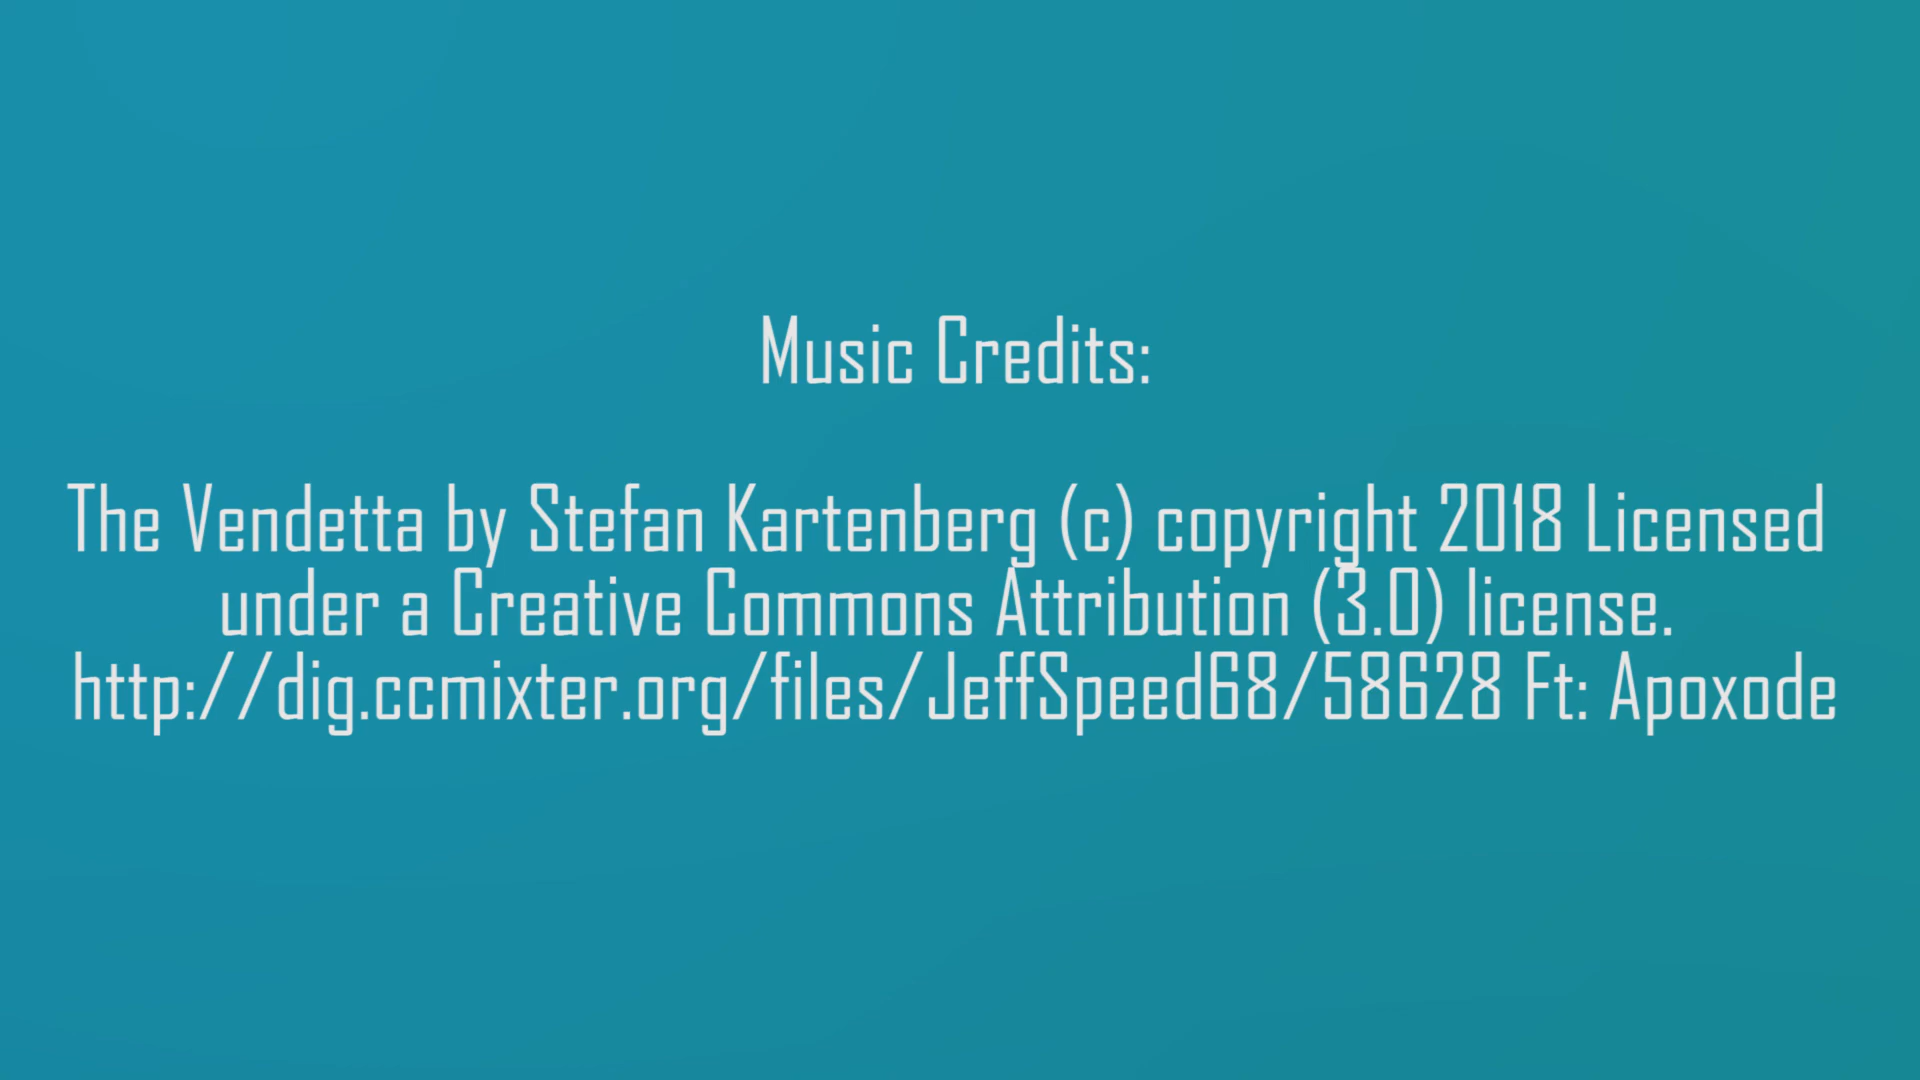 Music Credits:
The Vendetta by Stefan Kartenberg (c) copyright 2018 Licensed
under a Creative Commons Attribution (3.0) license.
http://dig.ccmixter.org/files/JeffSpeed68/58628 Ft: Apoxode